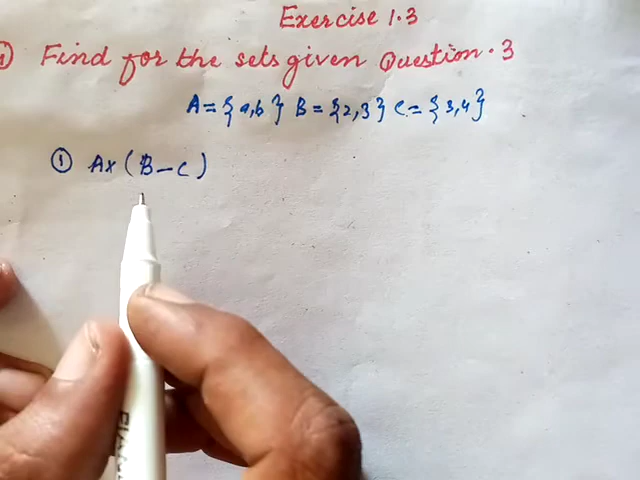 Exercise 1.3
Find for the sets given Question.3
A={a,b} B={2,3} C={3,4}
① A×(B-C)